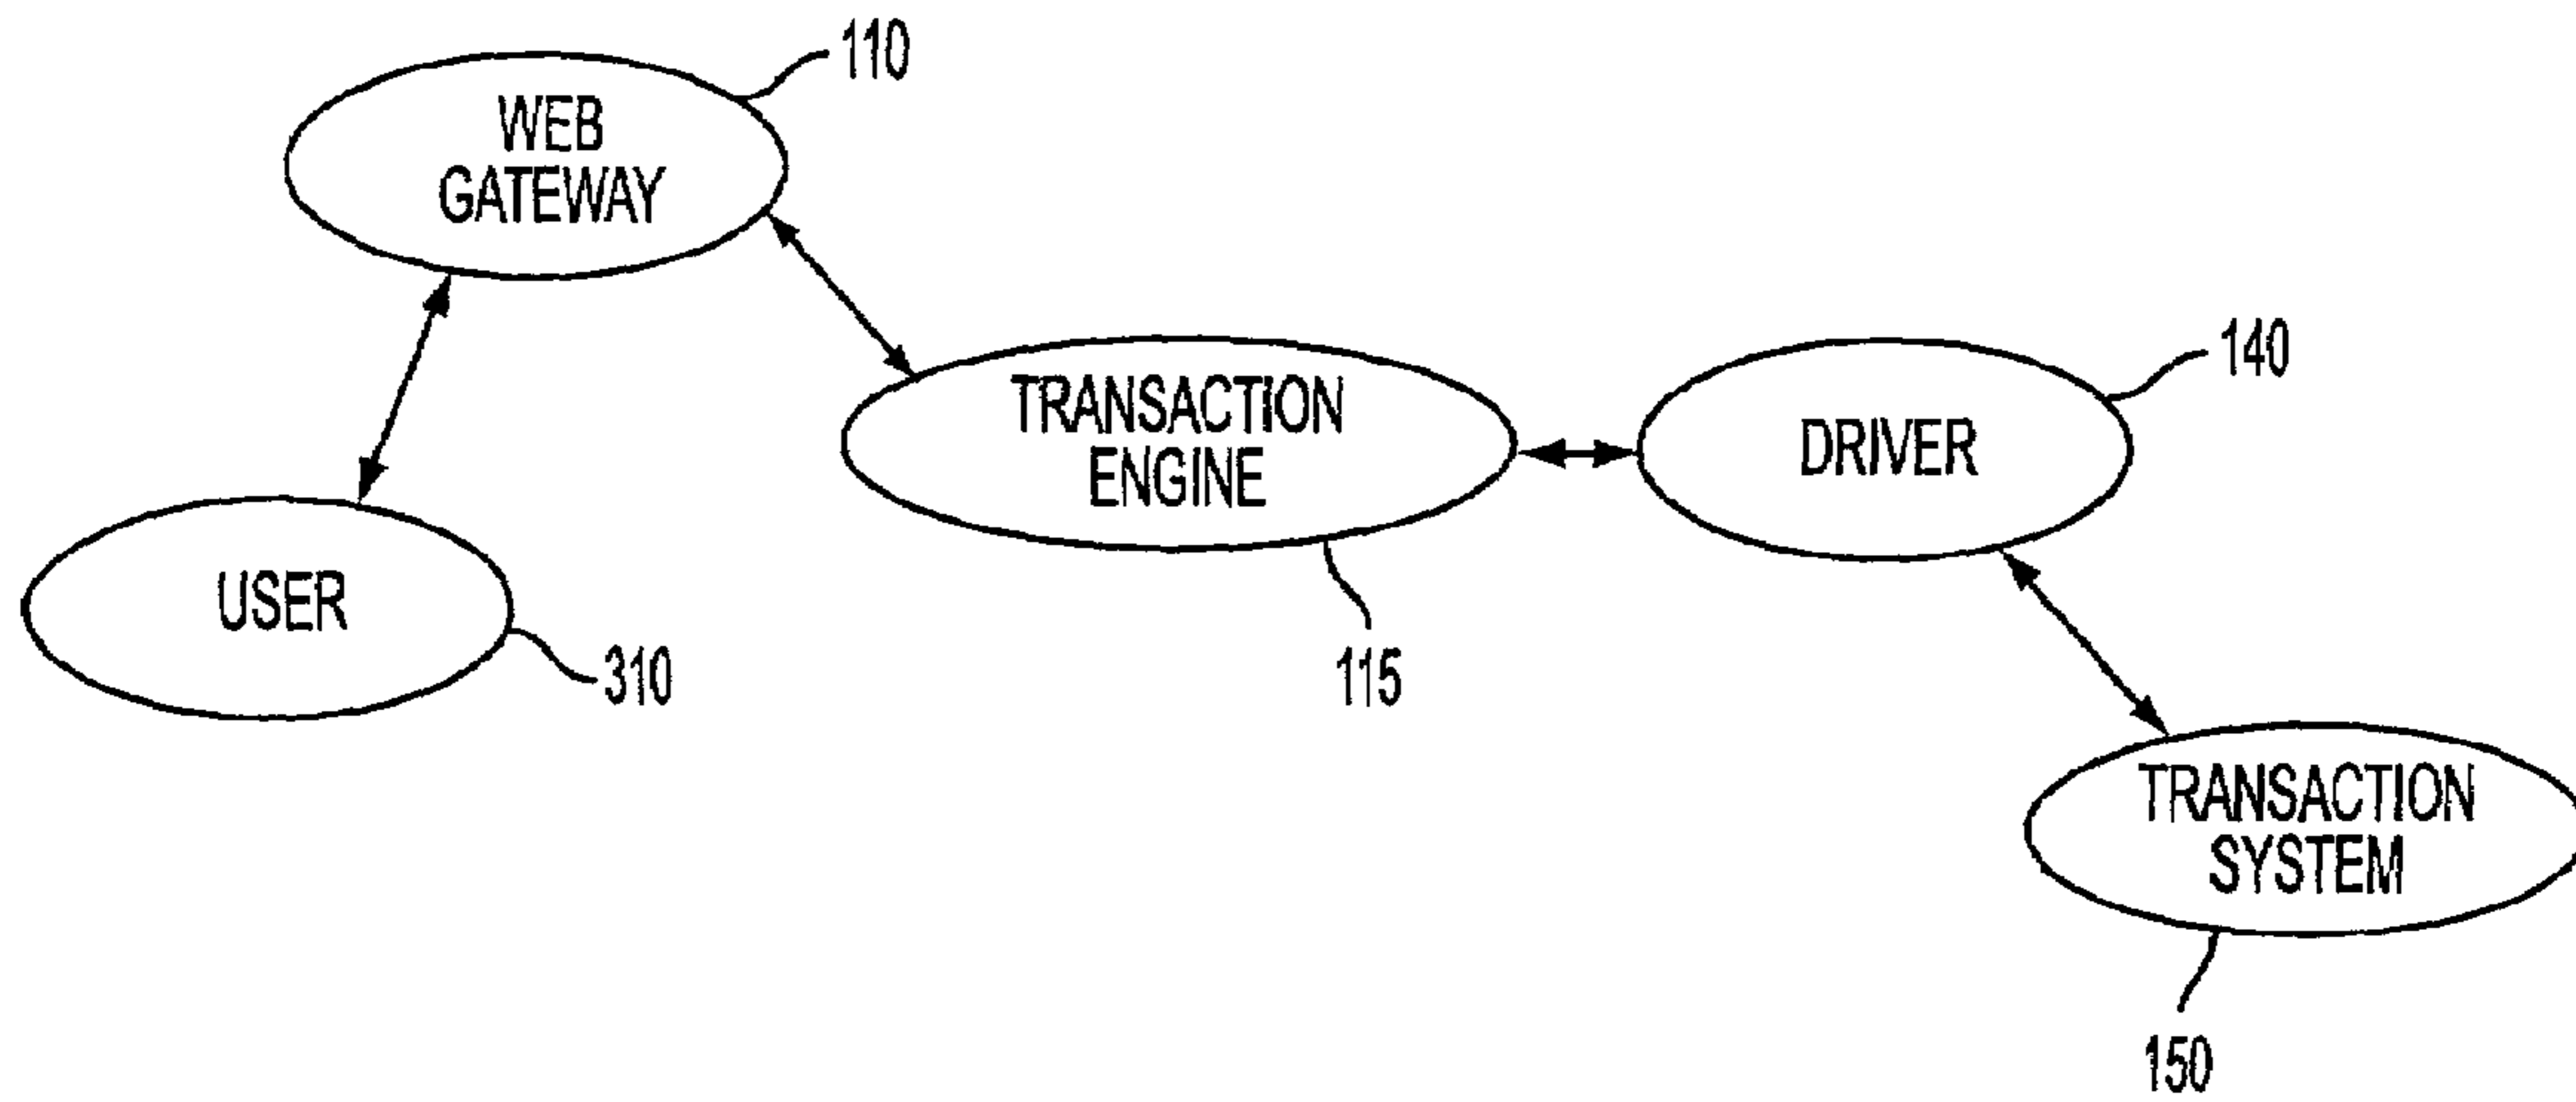 110
WEB
GATEWAY
TRANSACTION
ENGINE
140
DRIVER
USER
310
115
TRANSACTION
SYSTEM
150